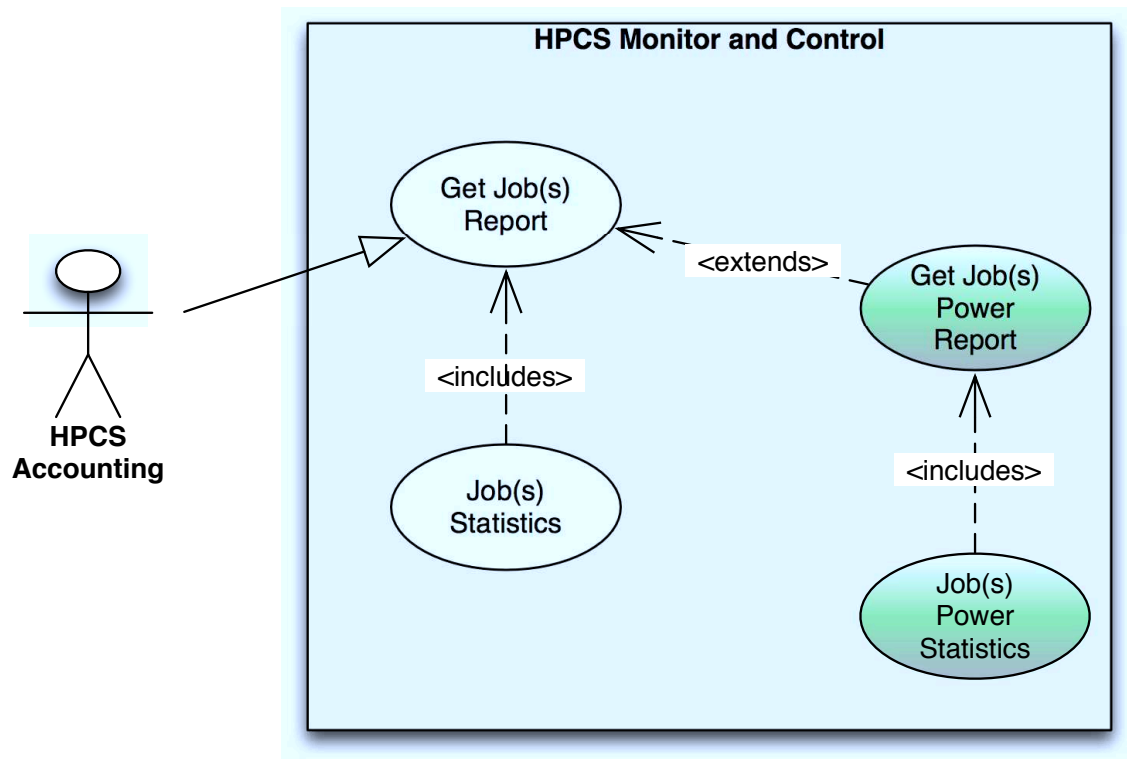 HPCS Monitor and Control
Get Job(s)
Report
<extends>
Get Job(s)
Power
Report
<includes>
HPCS
Accounting
<includes>
Job(s)
Statistics
Job(s)
Power
Statistics